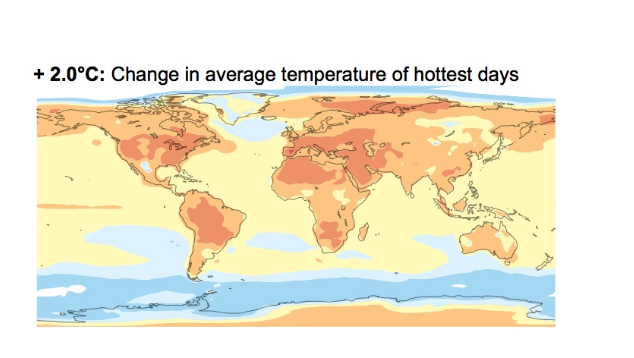 + 2.0°C: Change in average temperature of hottest days